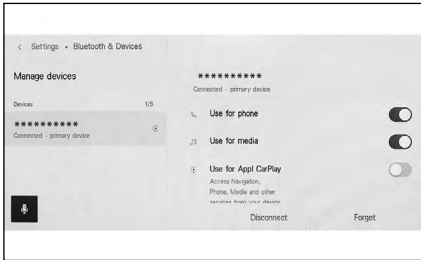 < Settings • Bluetooth & Devices
Manage devices
Devices 1/5
**********
Connected – primary device
**********
Connected – primary device
Use for phone
Use for media
Use for Appl CarPlay
Access Navigation,
Phone, Media and other
services from your device
Disconnect Forget